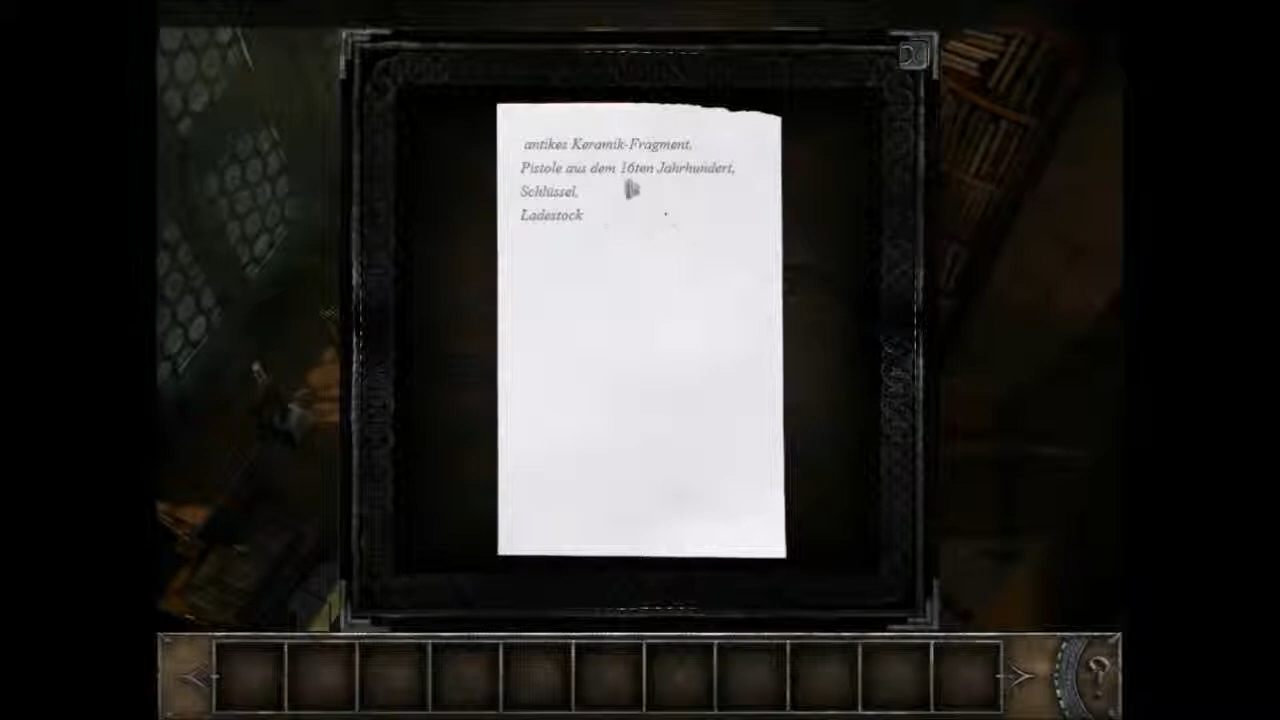 antikes Keramik-Fragment,
Pistole aus dem 16ten Jahrhundert,
Schlüssel,
Ladestock